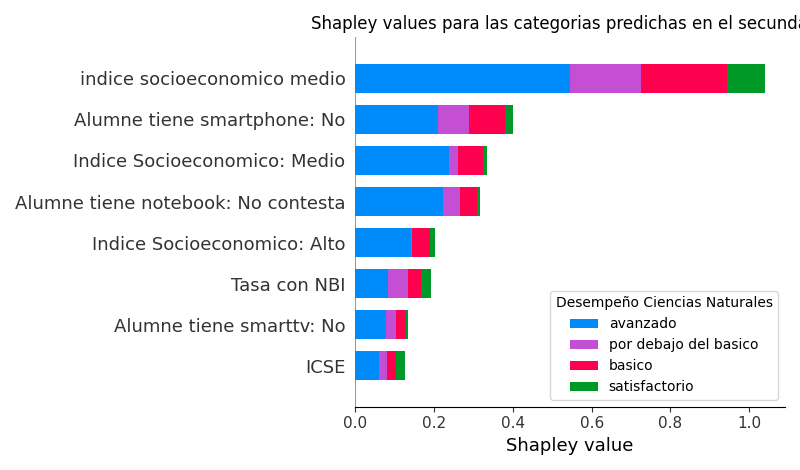 Shapley values para las categorias predichas en el secunda
indice socioeconomico medio
Alumne tiene smartphone: No
Indice Socioeconomico: Medio
Alumne tiene notebook: No contesta
Indice Socioeconomico: Alto
Tasa con NBI
Alumne tiene smarttv: No
ICSE
Desempeño Ciencias Naturales
avanzado
por debajo del basico
basico
satisfactorio
0.0 0.2 0.4 0.6 0.8 1.0
Shapley value